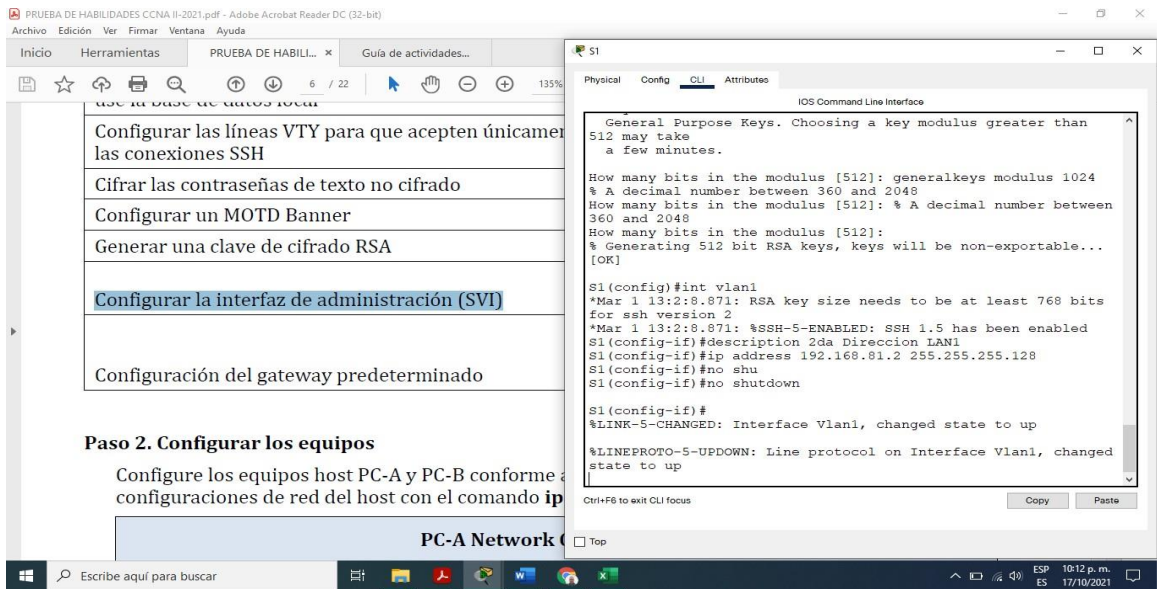 PRUEBA DE HABILIDADES CCNA II-2021.pdf - Adobe Acrobat Reader DC (32-bit)
Archivo Edición Ver Firmar Ventana Ayuda
Inicio Herramientas PRUEBA DE HABILI... × Guía de actividades...
6 / 22 135%
use la base de datos local
Configurar las líneas VTY para que acepten únicamen
las conexiones SSH
Cifrar las contraseñas de texto no cifrado
Configurar un MOTD Banner
Generar una clave de cifrado RSA
Configurar la interfaz de administración (SVI)
Configuración del gateway predeterminado
Paso 2. Configurar los equipos
Configure los equipos host PC-A y PC-B conforme a
configuraciones de red del host con el comando ip
PC-A Network
S1
Physical Config CLI Attributes
IOS Command Line Interface
General Purpose Keys. Choosing a key modulus greater than
512 may take
a few minutes.
How many bits in the modulus [512]: generalkeys modulus 1024
% A decimal number between 360 and 2048
How many bits in the modulus [512]: % A decimal number between
360 and 2048
How many bits in the modulus [512]:
% Generating 512 bit RSA keys, keys will be non-exportable...
[OK]
S1(config)#int vlan1
*Mar 1 13:2:8.871: RSA key size needs to be at least 768 bits
for ssh version 2
*Mar 1 13:2:8.871: %SSH-5-ENABLED: SSH 1.5 has been enabled
S1(config-if)#description 2da Direccion LAN1
S1(config-if)#ip address 192.168.81.2 255.255.255.128
S1(config-if)#no shu
S1(config-if)#no shutdown
S1(config-if)#
%LINK-5-CHANGED: Interface Vlan1, changed state to up
%LINEPROTO-5-UPDOWN: Line protocol on Interface Vlan1, changed
state to up
Ctrl+F6 to exit CLI focus Copy Paste
Top
Escribe aquí para buscar
ESP 10:12 p. m.
ES 17/10/2021